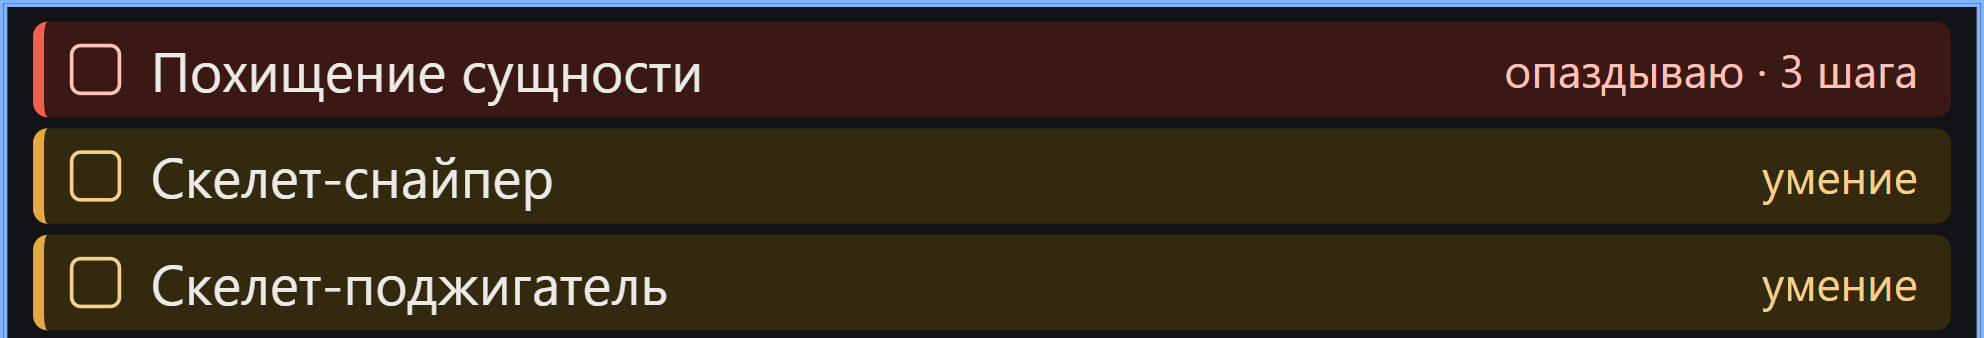 Похищение сущности опаздываю · 3 шага
Скелет-снайпер умение
Скелет-поджигатель умение